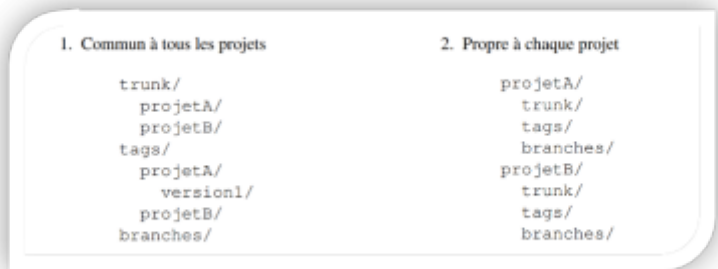 1. Commun à tous les projets
trunk/
projetA/
projetB/
tags/
projetA/
version1/
projetB/
branches/
2. Propre à chaque projet
projetA/
trunk/
tags/
branches/
projetB/
trunk/
tags/
branches/